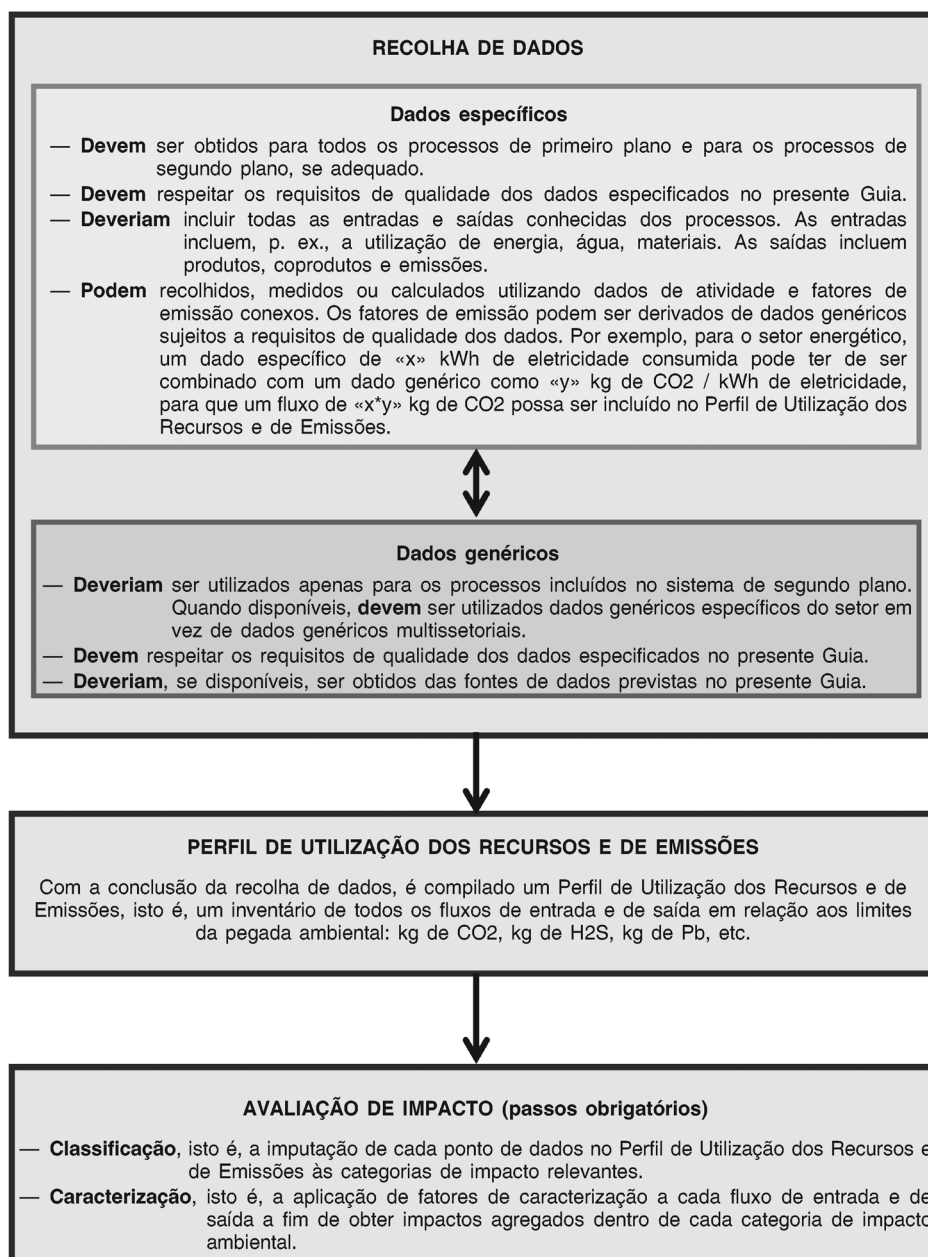 RECOLHA DE DADOS
Dados específicos
— Devem ser obtidos para todos os processos de primeiro plano e para os processos de
segundo plano, se adequado.
— Devem respeitar os requisitos de qualidade dos dados especificados no presente Guia.
— Deveriam incluir todas as entradas e saídas conhecidas dos processos. As entradas
incluem, p. ex., a utilização de energia, água, materiais. As saídas incluem
produtos, coprodutos e emissões.
— Podem recolhidos, medidos ou calculados utilizando dados de atividade e fatores de
emissão conexos. Os fatores de emissão podem ser derivados de dados genéricos
sujeitos a requisitos de qualidade dos dados. Por exemplo, para o setor energético,
um dado específico de «x» kWh de eletricidade consumida pode ter de ser
combinado com um dado genérico como «y» kg de CO2 / kWh de eletricidade,
para que um fluxo de «x*y» kg de CO2 possa ser incluído no Perfil de Utilização dos
Recursos e de Emissões.
Dados genéricos
— Deveriam ser utilizados apenas para os processos incluídos no sistema de segundo plano.
Quando disponíveis, devem ser utilizados dados genéricos específicos do setor em
vez de dados genéricos multissetoriais.
— Devem respeitar os requisitos de qualidade dos dados especificados no presente Guia.
— Deveriam, se disponíveis, ser obtidos das fontes de dados previstas no presente Guia.
PERFIL DE UTILIZAÇÃO DOS RECURSOS E DE EMISSÕES
Com a conclusão da recolha de dados, é compilado um Perfil de Utilização dos Recursos e de
Emissões, isto é, um inventário de todos os fluxos de entrada e de saída em relação aos limites
da pegada ambiental: kg de CO2, kg de H2S, kg de Pb, etc.
AVALIAÇÃO DE IMPACTO (passos obrigatórios)
— Classificação, isto é, a imputação de cada ponto de dados no Perfil de Utilização dos Recursos e
de Emissões às categorias de impacto relevantes.
— Caracterização, isto é, a aplicação de fatores de caracterização a cada fluxo de entrada e de
saída a fim de obter impactos agregados dentro de cada categoria de impacto
ambiental.